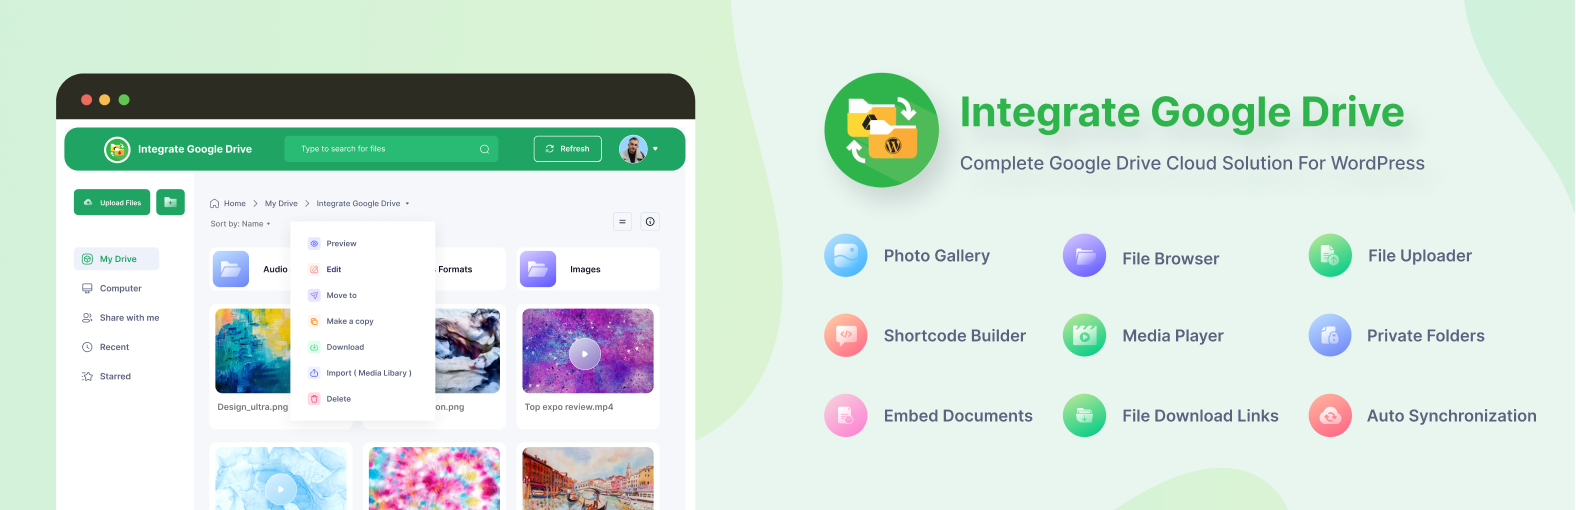 Integrate Google Drive
Type to search for files
Refresh
Upload Files
My Drive
Computer
Share with me
Recent
Starred
Home
My Drive
Integrate Google Drive
Sort by: Name
Preview
Edit
Move to
Make a copy
Download
Import ( Media Libary )
Delete
Audio
Formats
Images
Design_ultra.png
on.png
Top expo review.mp4
Integrate Google Drive
Complete Google Drive Cloud Solution For WordPress
Photo Gallery
File Browser
File Uploader
Shortcode Builder
Media Player
Private Folders
Embed Documents
File Download Links
Auto Synchronization